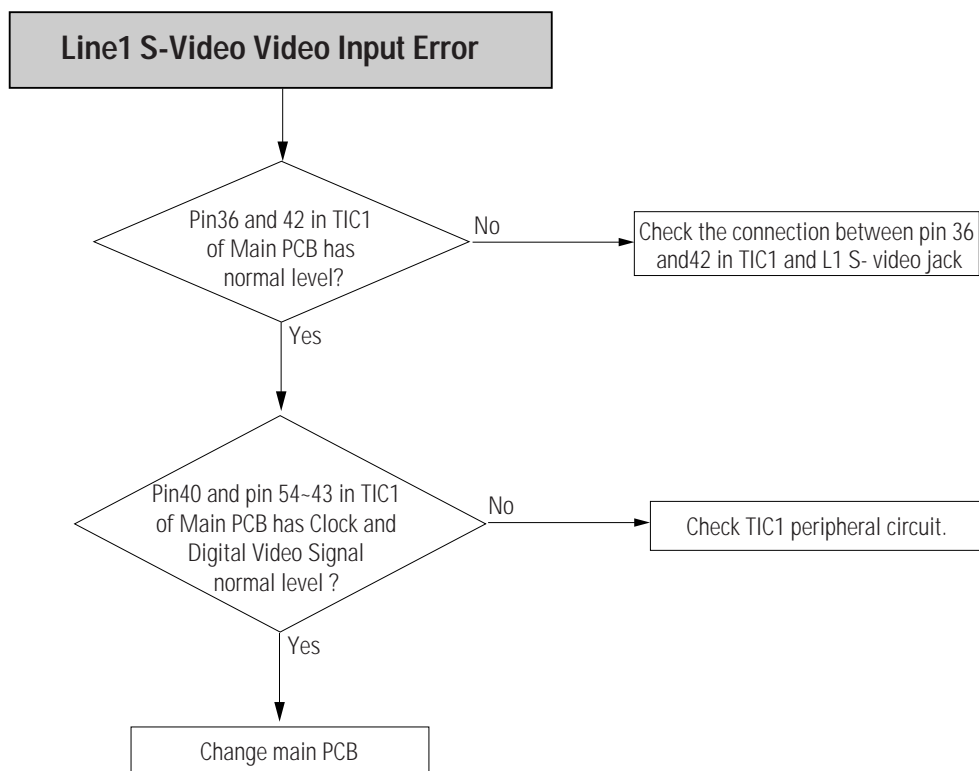 Line1 S-Video Video Input Error
Pin36 and 42 in TIC1
of Main PCB has
normal level?
No
Check the connection between pin 36
and42 in TIC1 and L1 S- video jack
Yes
Pin40 and pin 54~43 in TIC1
of Main PCB has Clock and
Digital Video Signal
normal level ?
No
Check TIC1 peripheral circuit.
Yes
Change main PCB